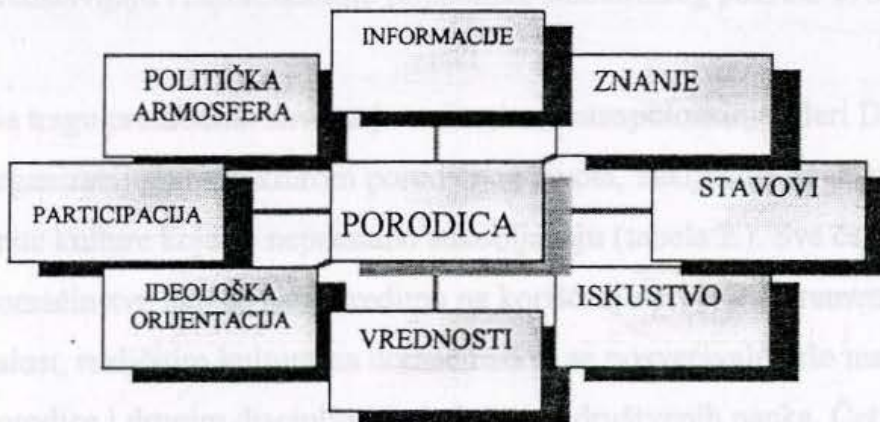 INFORMACIJE
POLITIČKA
ARMOSFERA
ZNANJE
PARTICIPACIJA
PORODICA
STAVOVI
IDEOLOŠKA
ORIJENTACIJA
VREDNOSTI
ISKUSTVO